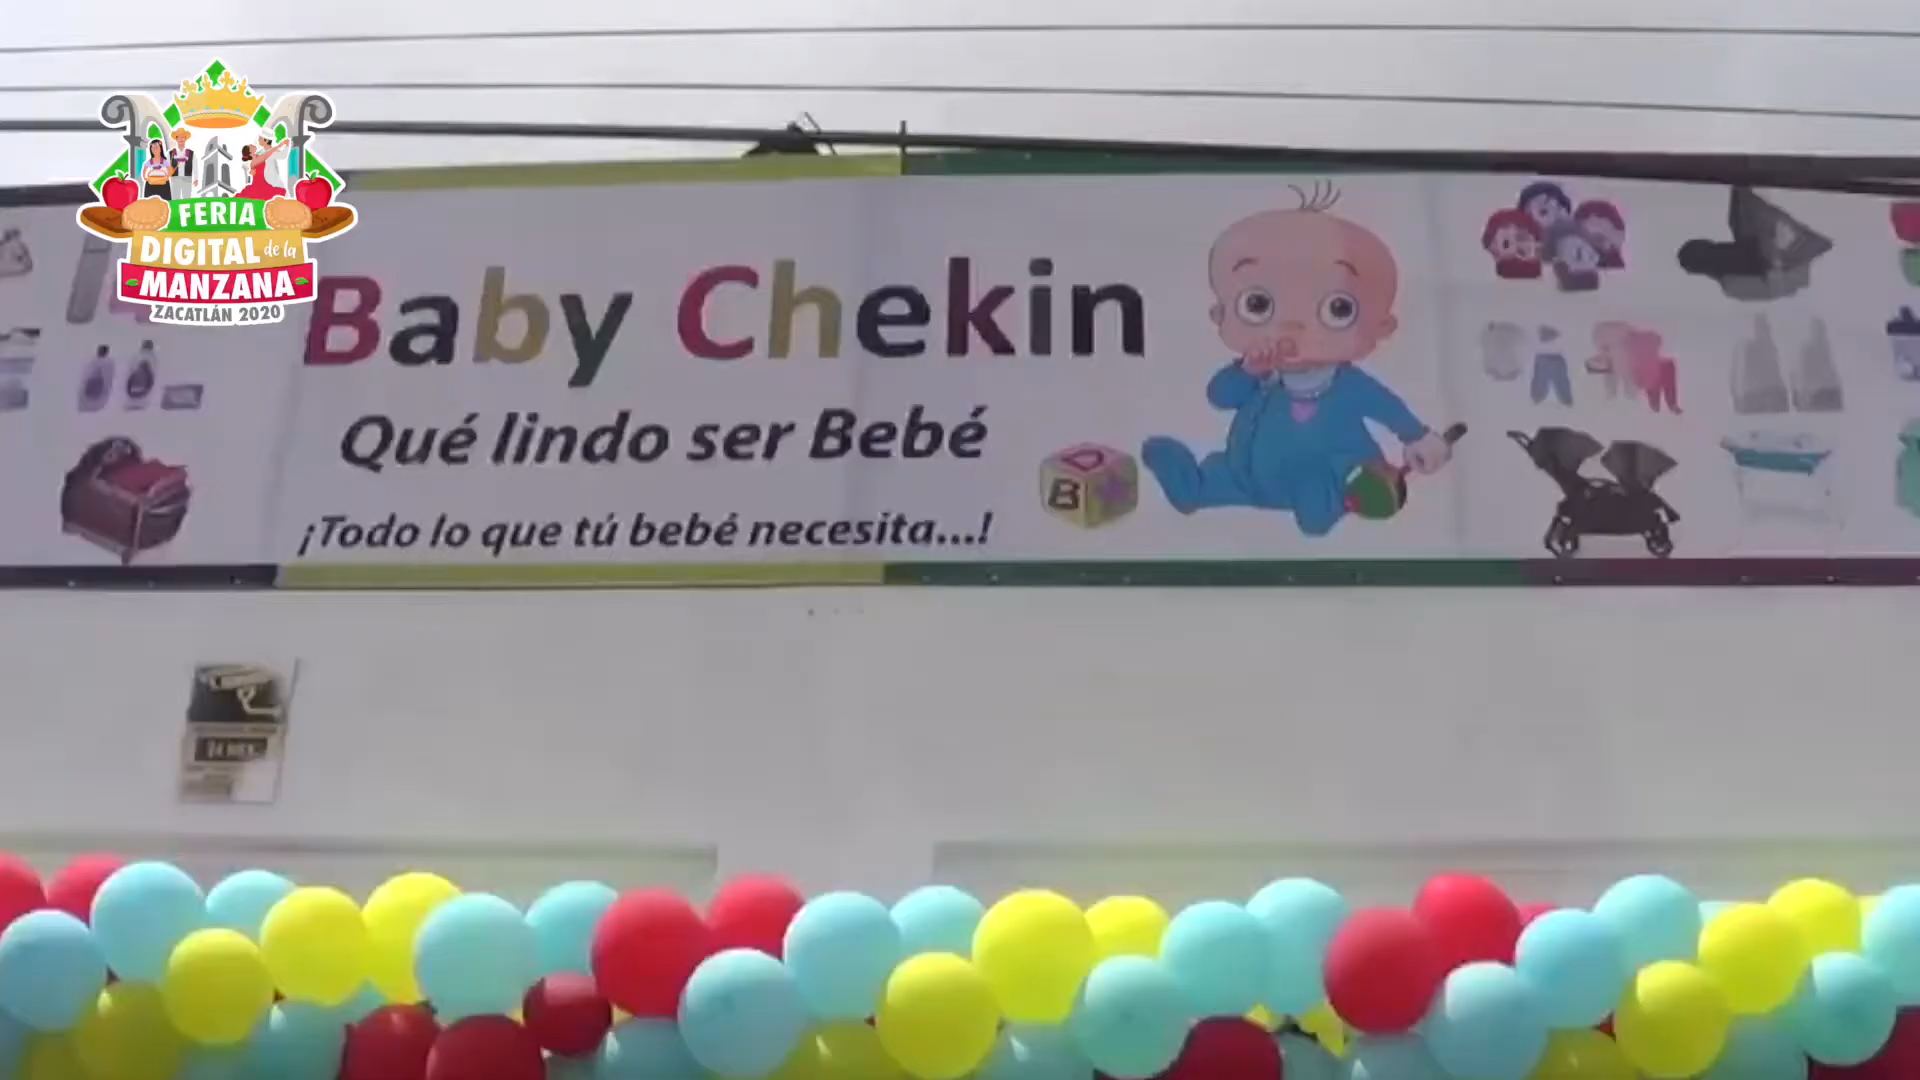 FERIA
DIGITAL de la
MANZANA
ZACATLÁN 2020
Baby Chekin
Qué lindo ser Bebé
¡Todo lo que tú bebé necesita...!
B
D